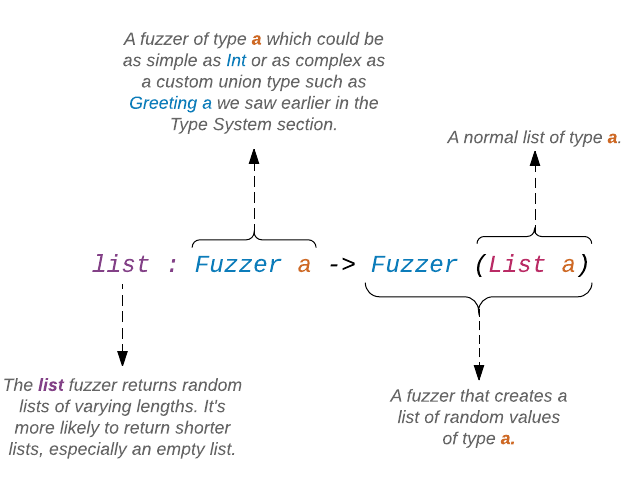 A fuzzer of type a which could be
as simple as Int or as complex as
a custom union type such as
Greeting a we saw earlier in the
Type System section.
A normal list of type a.
list : Fuzzer a -> Fuzzer (List a)
The list fuzzer returns random
lists of varying lengths. It's
more likely to return shorter
lists, especially an empty list.
A fuzzer that creates a
list of random values
of type a.